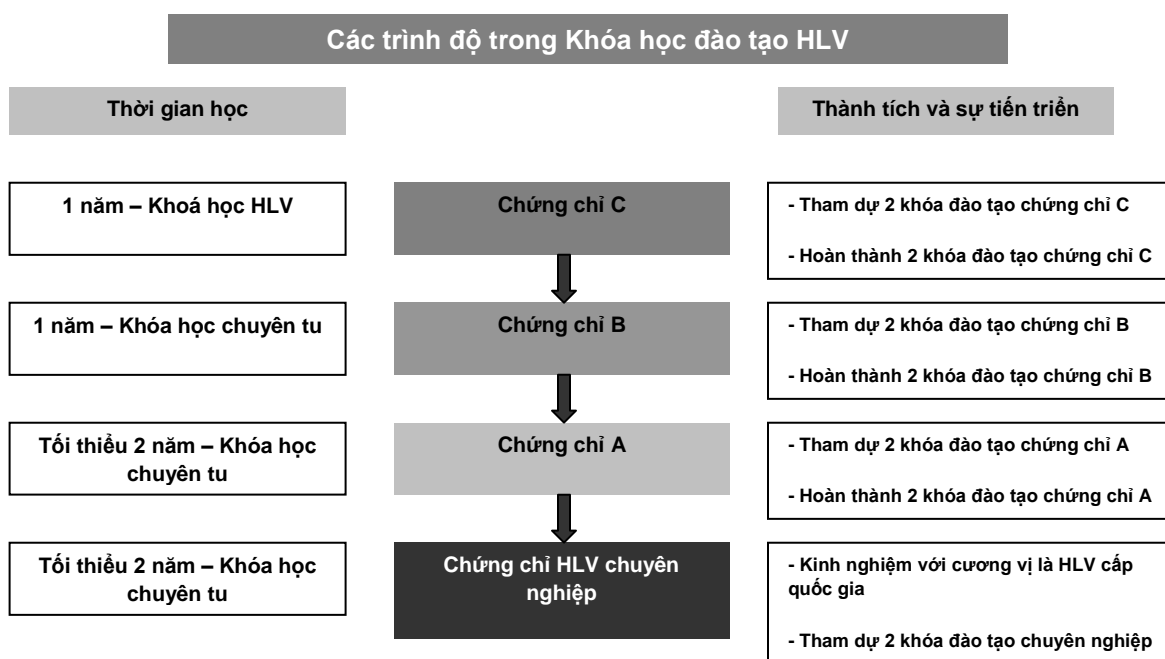 Các trình độ trong Khóa học đào tạo HLV
Thời gian học
Thành tích và sự tiến triển
1 năm – Khoá học HLV
Chứng chỉ C
- Tham dự 2 khóa đào tạo chứng chỉ C
- Hoàn thành 2 khóa đào tạo chứng chỉ C
1 năm – Khóa học chuyên tu
Chứng chỉ B
- Tham dự 2 khóa đào tạo chứng chỉ B
- Hoàn thành 2 khóa đào tạo chứng chỉ B
Tối thiểu 2 năm – Khóa học
chuyên tu
Chứng chỉ A
- Tham dự 2 khóa đào tạo chứng chỉ A
- Hoàn thành 2 khóa đào tạo chứng chỉ A
Tối thiểu 2 năm – Khóa học
chuyên tu
Chứng chỉ HLV chuyên
nghiệp
- Kinh nghiệm với cương vị là HLV cấp
quốc gia
- Tham dự 2 khóa đào tạo chuyên nghiệp